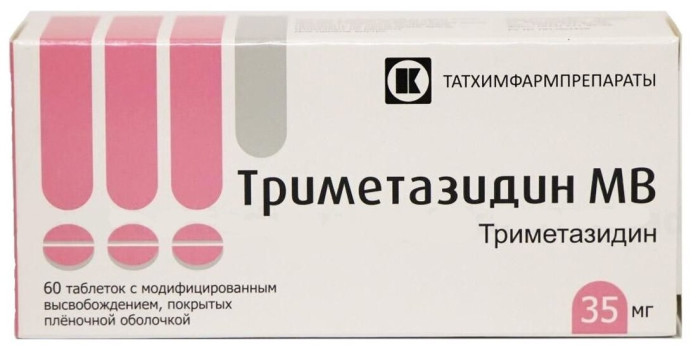 ТАТХИМФАРМПРЕПАРАТЫ
Триметазидин МВ
Триметазидин
60 таблеток с модифицированным
высвобождением, покрытых
плёночной оболочкой
35 мг